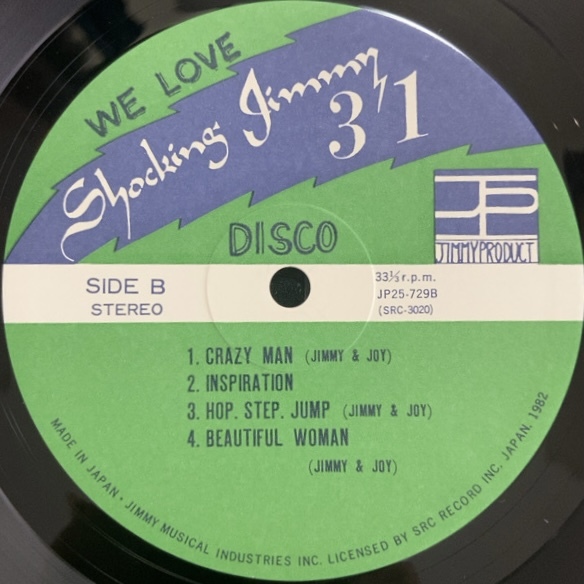 WE LOVE
Shocking Jimmy
3'1
DISCO
JP
JIMMYPRODUCT
SIDE B
STEREO
33⅓ r.p.m.
JP25-729B
(SRC-3020)
1. CRAZY MAN (JIMMY & JOY)
2. INSPIRATION
3. HOP. STEP. JUMP (JIMMY & JOY)
4. BEAUTIFUL WOMAN
(JIMMY & JOY)
MADE IN JAPAN • JIMMY MUSICAL INDUSTRIES INC. LICENSED BY SRC RECORD INC. JAPAN. 1982